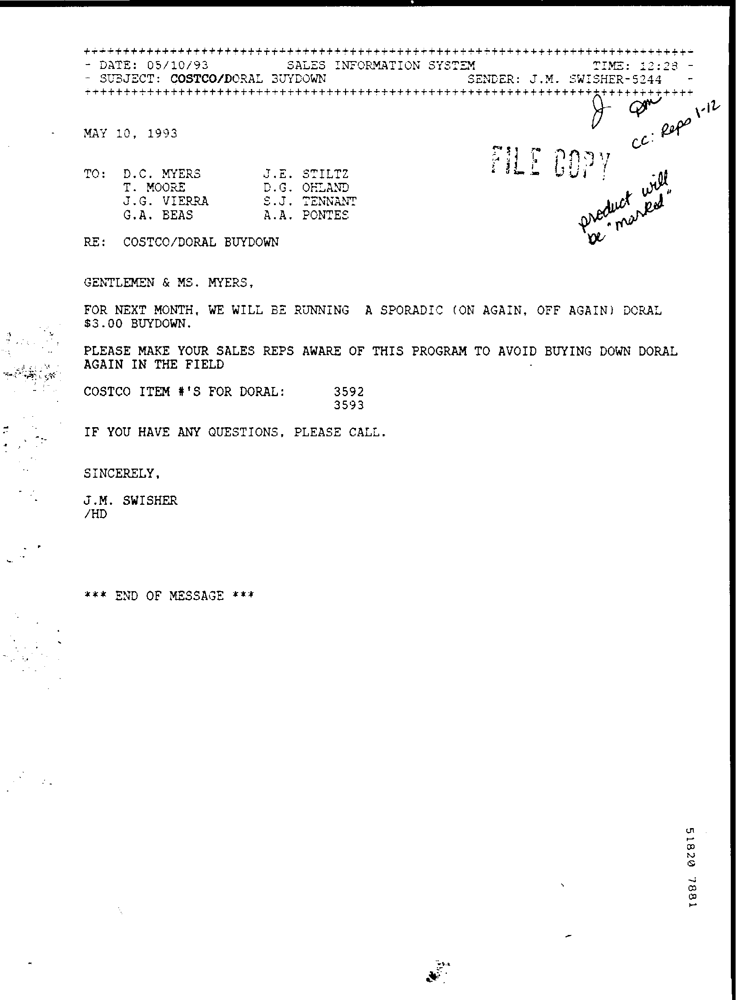 ++++++++++++++++++++++++++++++++++++++++++++++++++++++++++++++++++++++++++++++
- DATE: 05/10/93 SALES INFORMATION SYSTEM TIME: 12:28 -
- SUBJECT: COSTCO/DORAL BUYDOWN SENDER: J.M. SWISHER-5244 -
++++++++++++++++++++++++++++++++++++++++++++++++++++++++++++++++++++++++++++++
cc: Reps 1-12
MAY 10, 1993
FILE COPY
product will
be "marked"
TO: D.C. MYERS J.E. STILTZ
T. MOORE D.G. OHLAND
J.G. VIERRA S.J. TENNANT
G.A. BEAS A.A. PONTES
RE: COSTCO/DORAL BUYDOWN
GENTLEMEN & MS. MYERS,
FOR NEXT MONTH, WE WILL BE RUNNING A SPORADIC (ON AGAIN, OFF AGAIN) DORAL
$3.00 BUYDOWN.
PLEASE MAKE YOUR SALES REPS AWARE OF THIS PROGRAM TO AVOID BUYING DOWN DORAL
AGAIN IN THE FIELD
COSTCO ITEM #'S FOR DORAL: 3592
3593
IF YOU HAVE ANY QUESTIONS, PLEASE CALL.
SINCERELY,
J.M. SWISHER
/HD
*** END OF MESSAGE ***
51820 7881